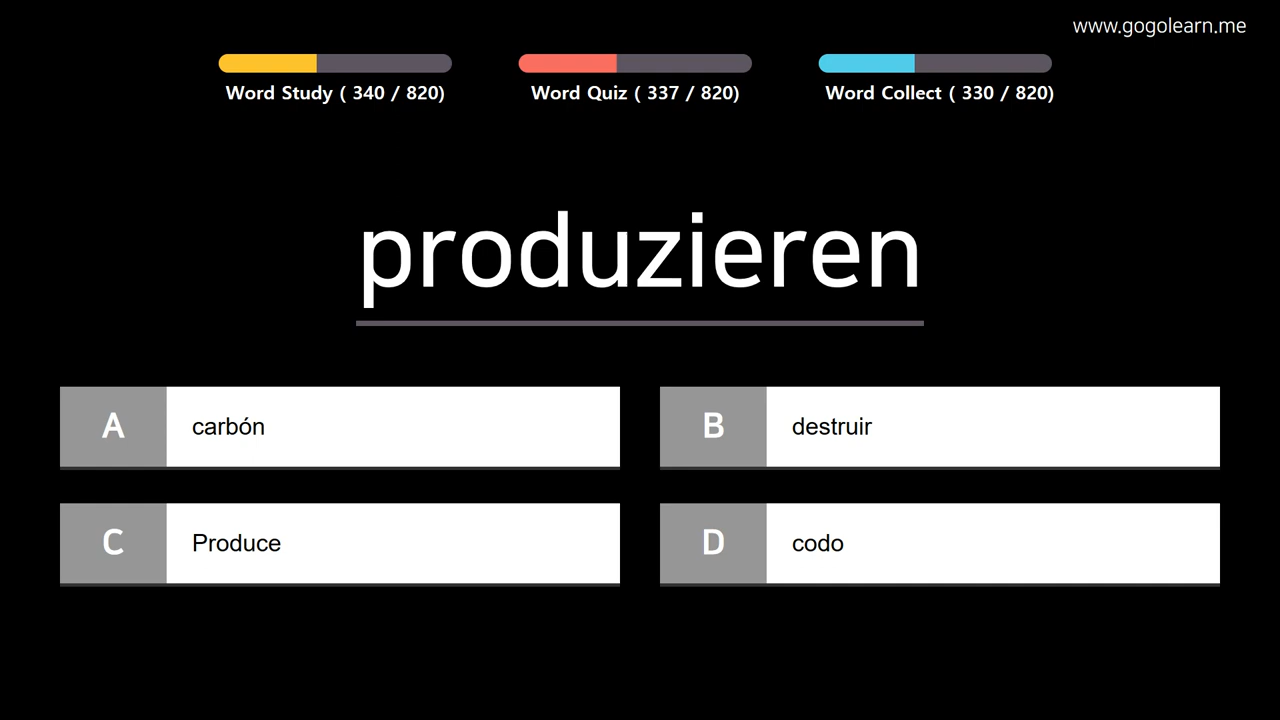 www.gogolearn.me
Word Study ( 340 / 820)
Word Quiz ( 337 / 820)
Word Collect ( 330 / 820)
produzieren
A carbón
B destruir
C Produce
D codo